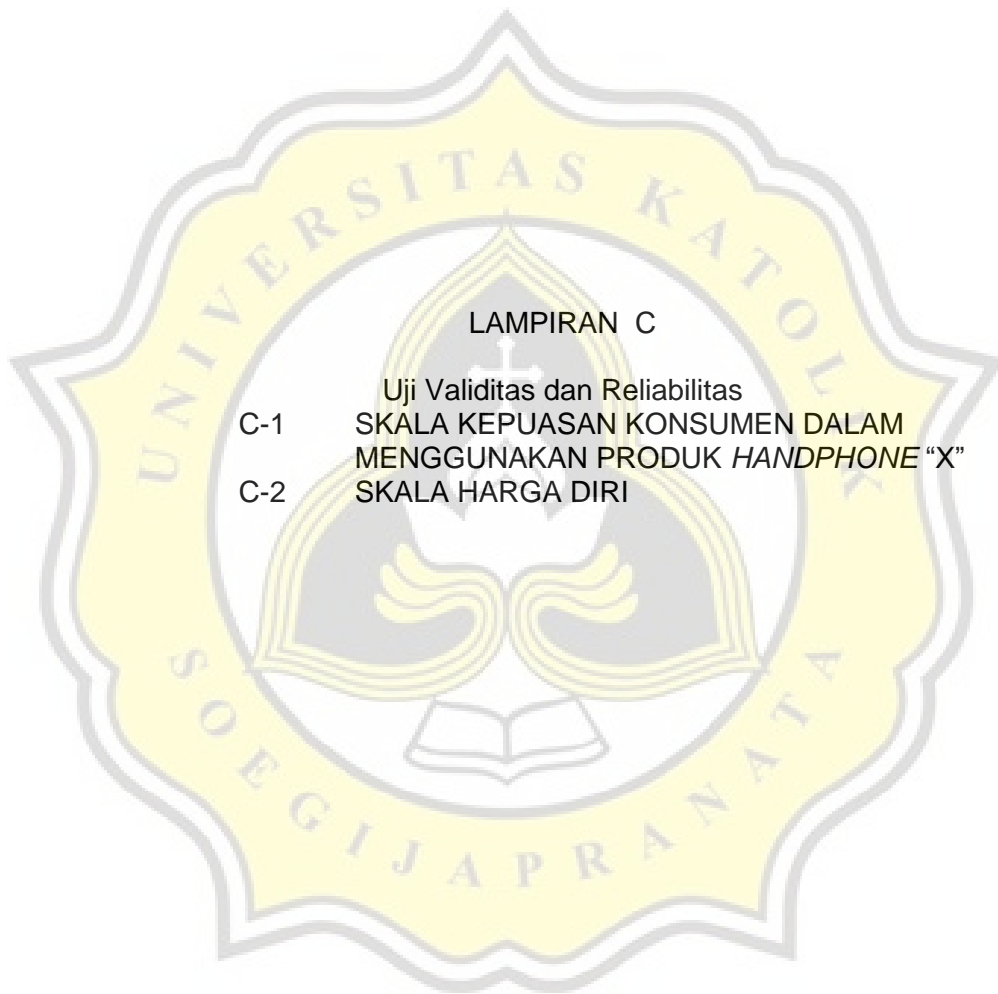 UNIVERSITAS KATOLIK
LAMPIRAN C
Uji Validitas dan Reliabilitas
C-1 SKALA KEPUASAN KONSUMEN DALAM
MENGGUNAKAN PRODUK HANDPHONE “X”
C-2 SKALA HARGA DIRI
SOEGIJAPRANATA